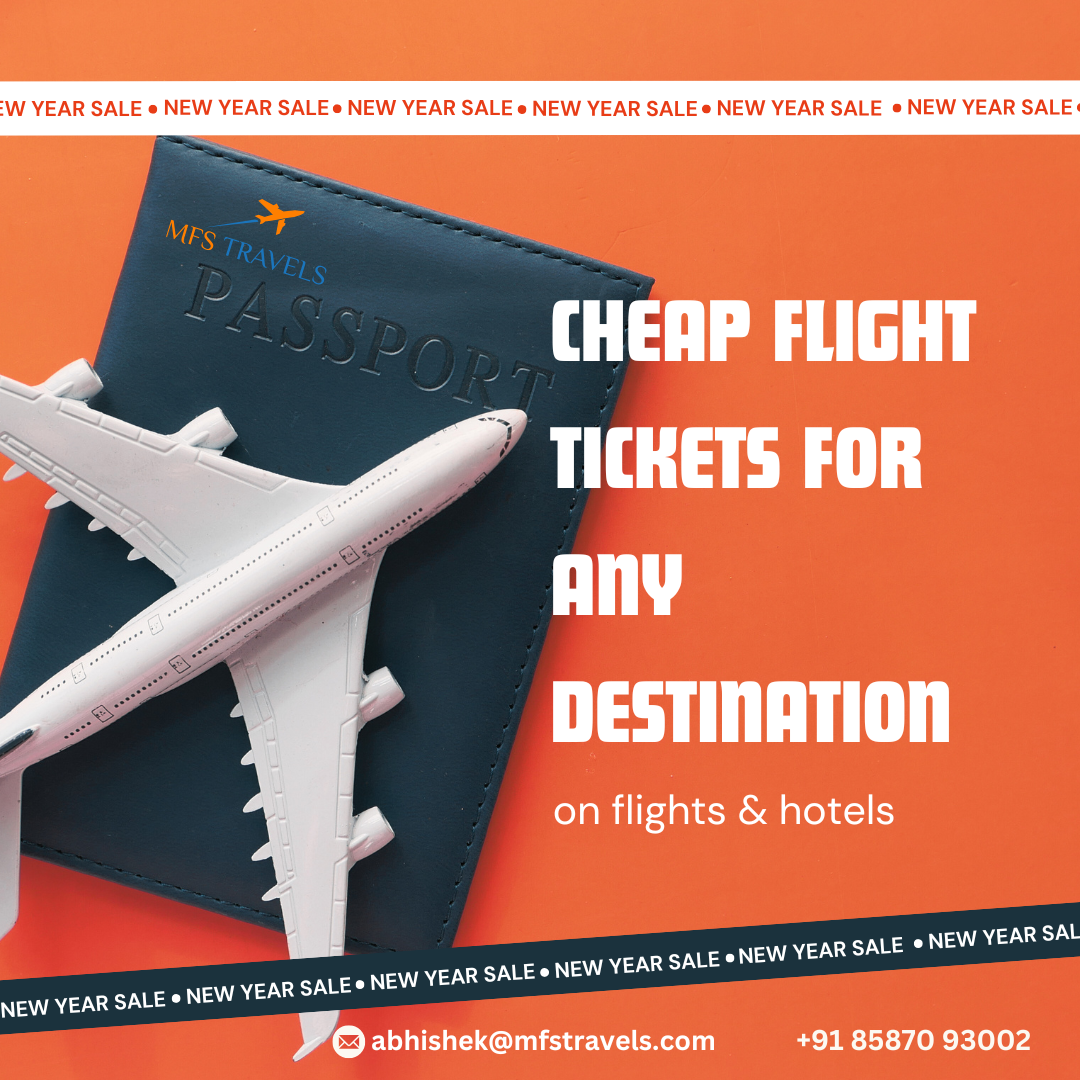 EW YEAR SALE • NEW YEAR SALE • NEW YEAR SALE • NEW YEAR SALE • NEW YEAR SALE • NEW YEAR SALE •
MFS TRAVELS
PASSPORT
CHEAP FLIGHT
TICKETS FOR
ANY
DESTINATION
on flights & hotels
NEW YEAR SALE • NEW YEAR SALE • NEW YEAR SALE • NEW YEAR SALE • NEW YEAR SALE • NEW YEAR SAL
abhishek@mfstravels.com +91 85870 93002